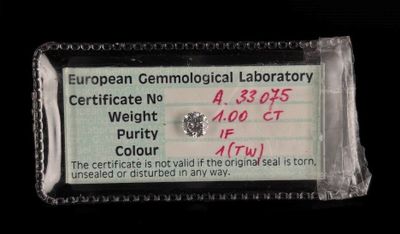 European Gemmological Laboratory
Certificate No A. 33075
Weight 1.00 CT
Purity IF
Colour 1 (TW)
The certificate is not valid if the original seal is torn,
unsealed or disturbed in any way.